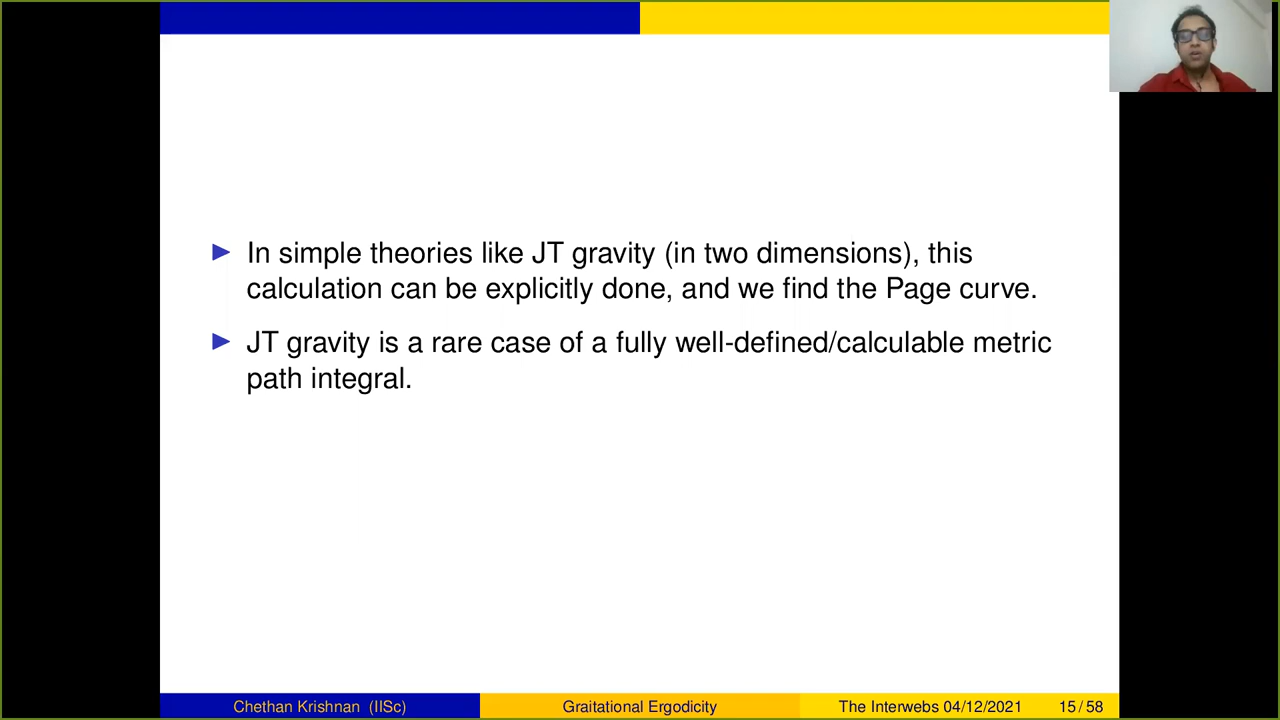 In simple theories like JT gravity (in two dimensions), this
calculation can be explicitly done, and we find the Page curve.
JT gravity is a rare case of a fully well-defined/calculable metric
path integral.
Chethan Krishnan (IISc) Graitational Ergodicity The Interwebs 04/12/2021 15 / 58